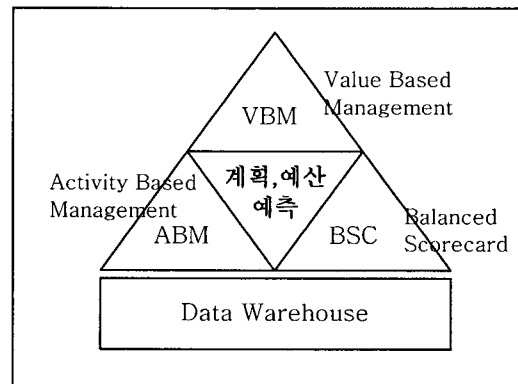 Value Based
Management
VBM
Activity Based
Management
계획,예산
예측
ABM
BSC
Balanced
Scorecard
Data Warehouse